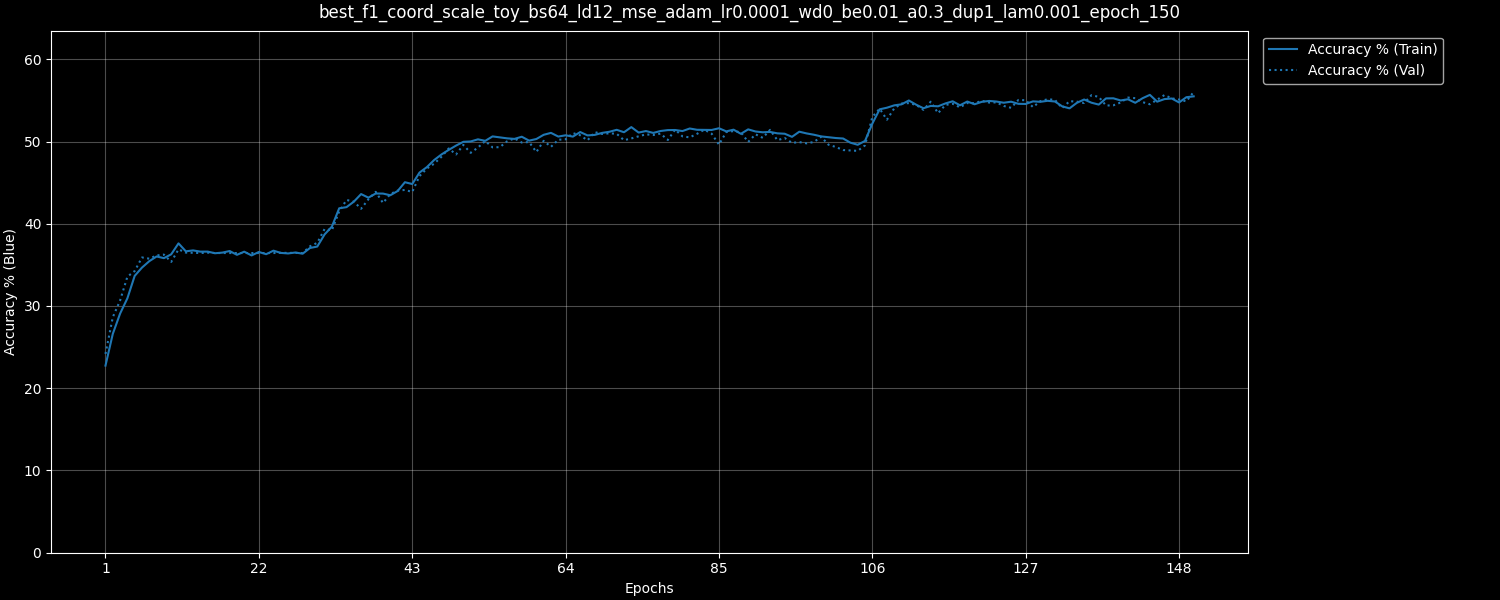 best_f1_coord_scale_toy_bs64_ld12_mse_adam_lr0.0001_wd0_be0.01_a0.3_dup1_lam0.001_epoch_150
Accuracy % (Train)
Accuracy % (Val)
Accuracy % (Blue)
60
50
40
30
20
10
0
1 22 43 64 85 106 127 148
Epochs